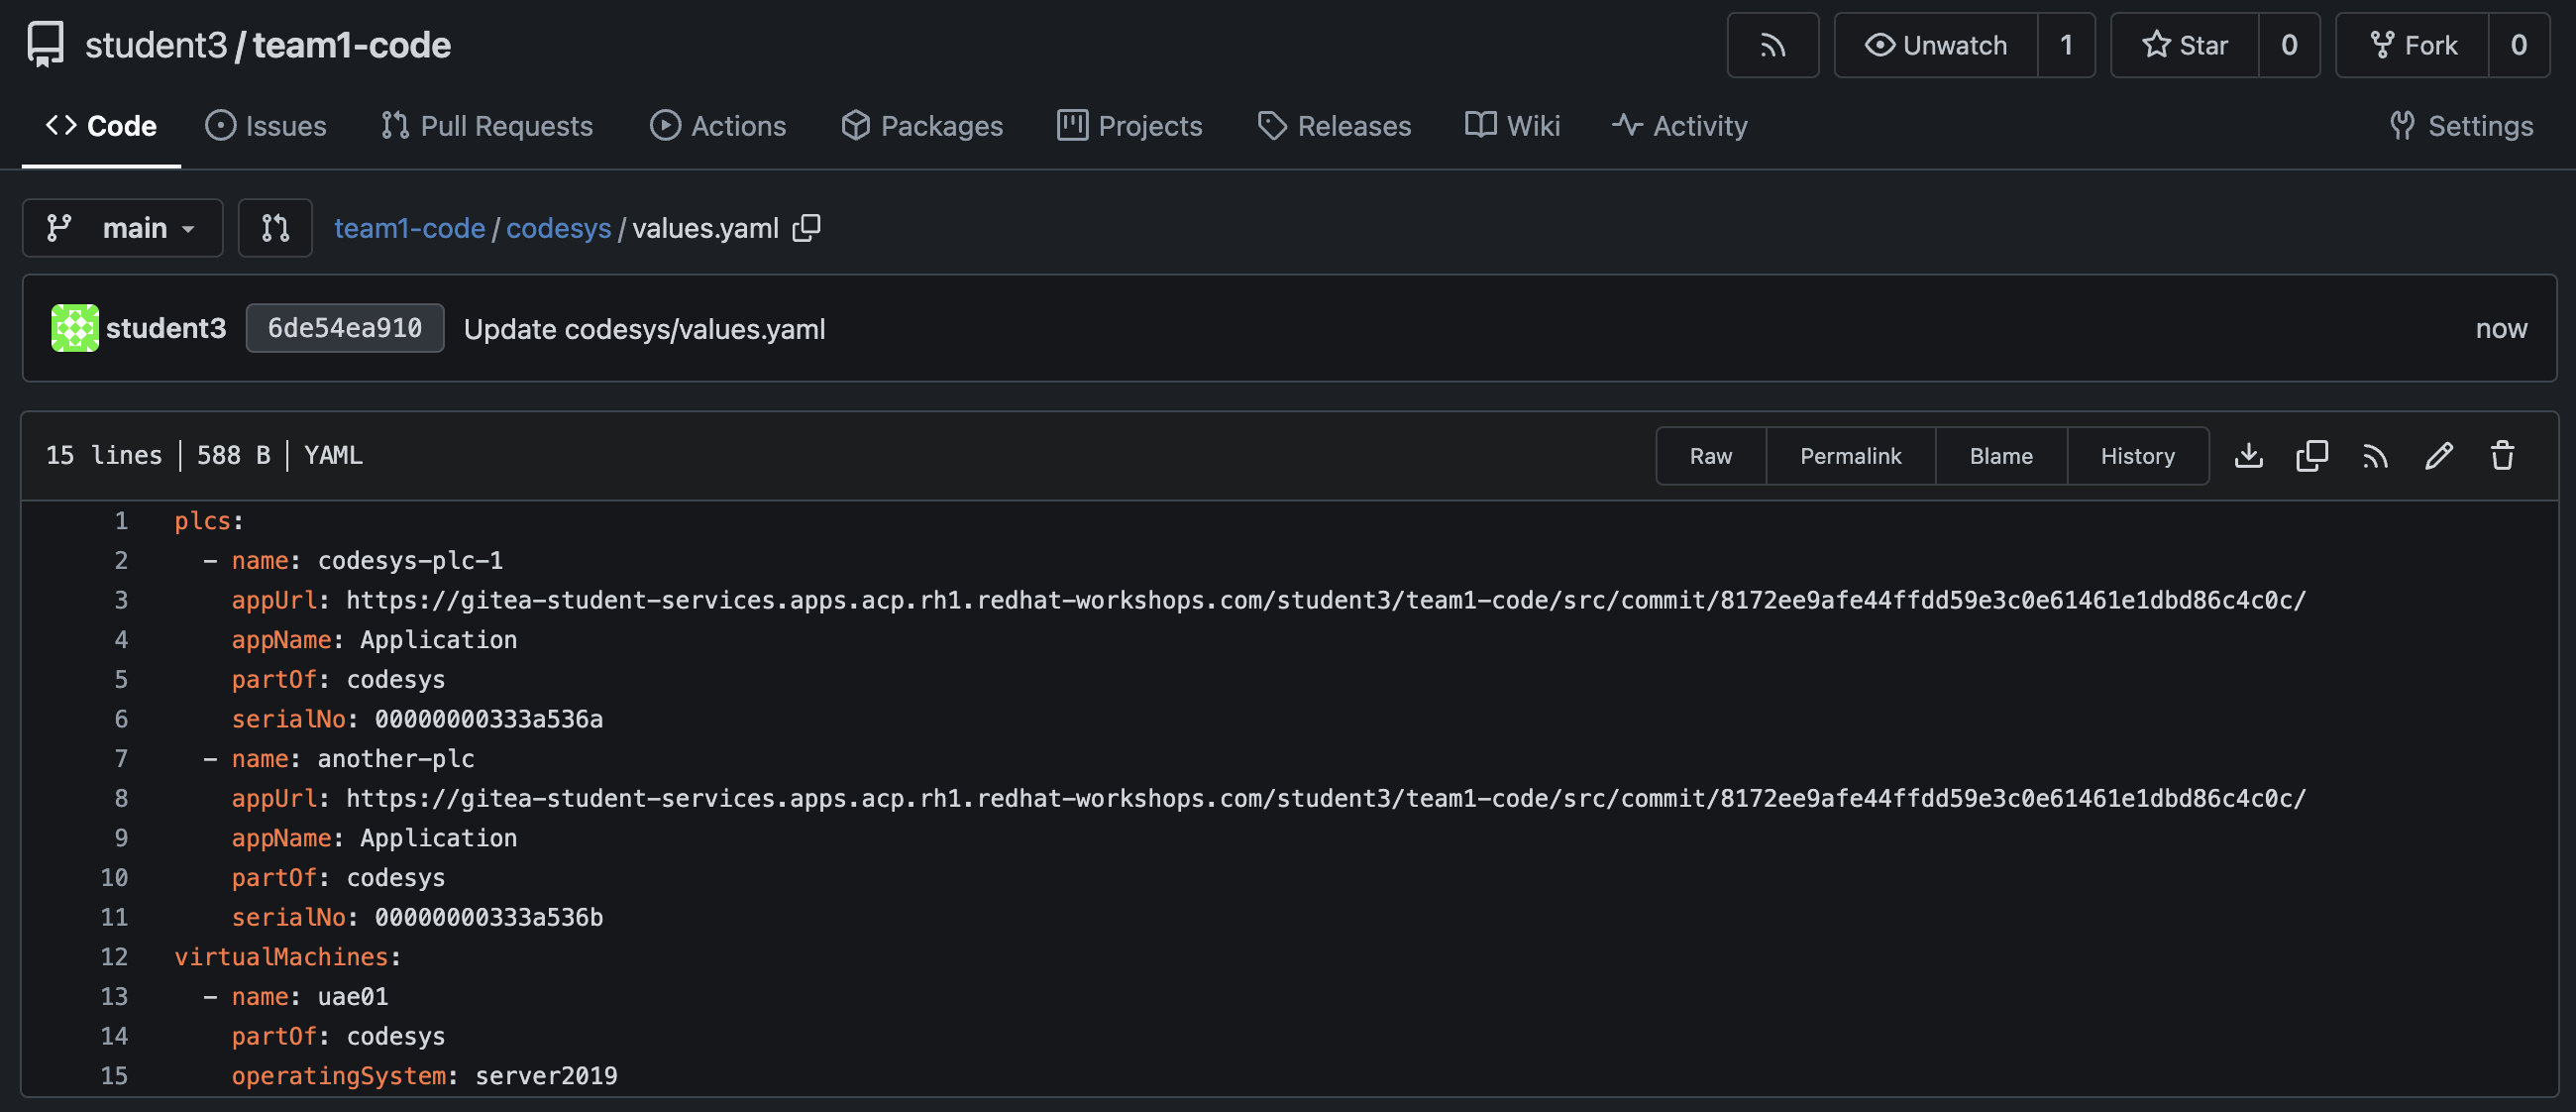 student3/team1-code
Unwatch 1 Star 0 Fork 0
Code Issues Pull Requests Actions Packages Projects Releases Wiki Activity Settings
main team1-code/codesys/values.yaml
student3 6de54ea910 Update codesys/values.yaml now
15 lines | 588 B | YAML Raw Permalink Blame History
1 plcs:
2 - name: codesys-plc-1
3 appUrl: https://gitea-student-services.apps.acp.rh1.redhat-workshops.com/student3/team1-code/src/commit/8172ee9afe44ffdd59e3c0e61461e1dbd86c4c0c/
4 appName: Application
5 partOf: codesys
6 serialNo: 00000000333a536a
7 - name: another-plc
8 appUrl: https://gitea-student-services.apps.acp.rh1.redhat-workshops.com/student3/team1-code/src/commit/8172ee9afe44ffdd59e3c0e61461e1dbd86c4c0c/
9 appName: Application
10 partOf: codesys
11 serialNo: 00000000333a536b
12 virtualMachines:
13 - name: uae01
14 partOf: codesys
15 operatingSystem: server2019